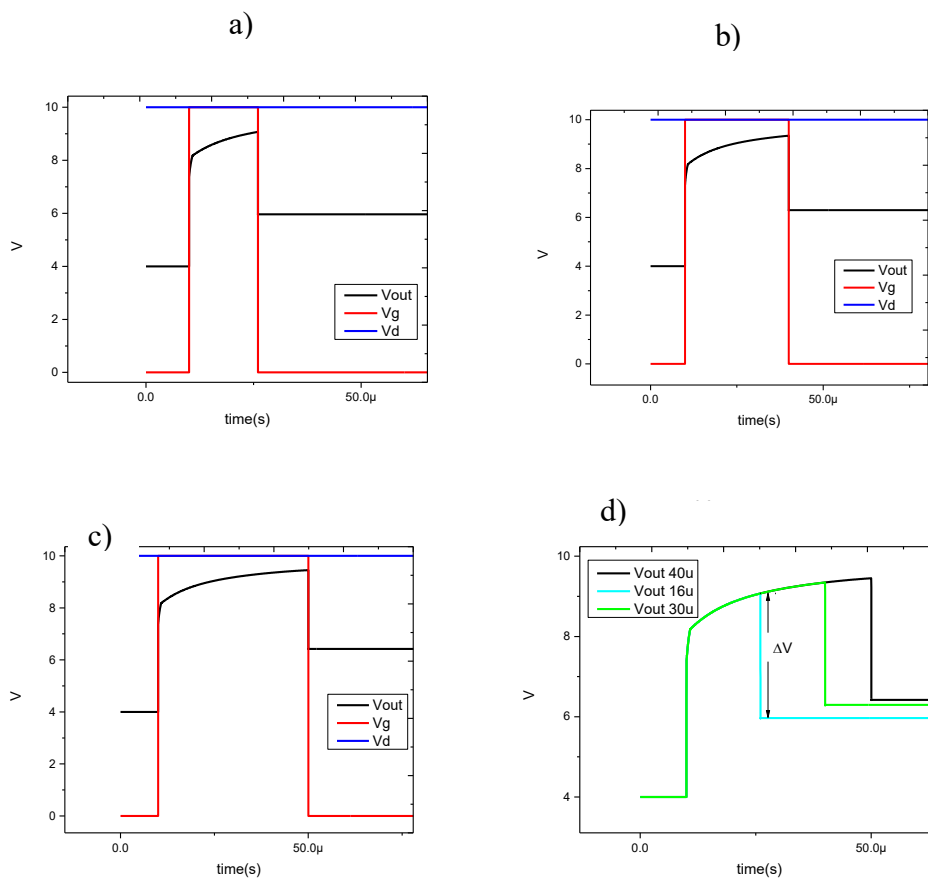 a)
10
8
6
4
2
0
V
Vout
Vg
Vd
0.0
50.0µ
time(s)
b)
10
8
6
4
2
0
V
Vout
Vg
Vd
0.0
50.0µ
time(s)
c)
10
8
6
4
2
0
V
Vout
Vg
Vd
0.0
50.0µ
time(s)
d)
10
8
6
4
V
Vout 40u
Vout 16u
Vout 30u
ΔV
0.0
50.0µ
time(s)